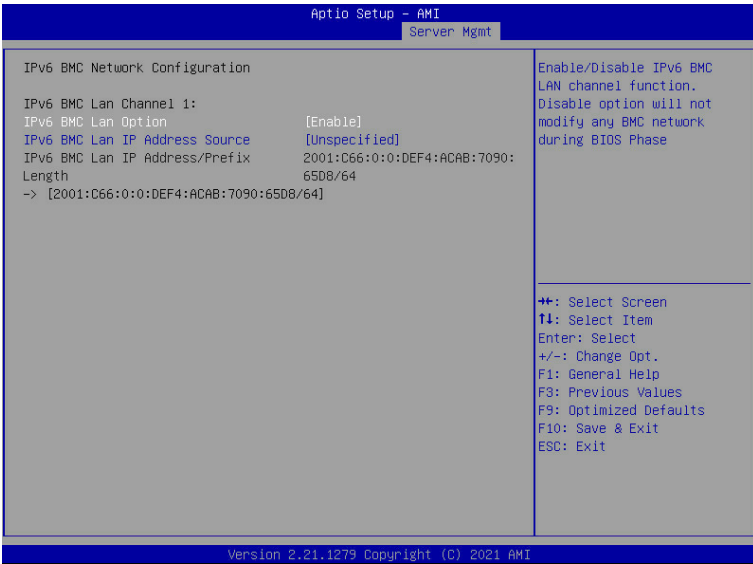 Aptio Setup – AMI
Server Mgmt
IPv6 BMC Network Configuration
IPv6 BMC Lan Channel 1:
IPv6 BMC Lan Option [Enable]
IPv6 BMC Lan IP Address Source [Unspecified]
IPv6 BMC Lan IP Address/Prefix 2001:C66:0:0:DEF4:ACAB:7090:
Length 65D8/64
-> [2001:C66:0:0:DEF4:ACAB:7090:65D8/64]
Enable/Disable IPv6 BMC
LAN channel function.
Disable option will not
modify any BMC network
during BIOS Phase
→←: Select Screen
↑↓: Select Item
Enter: Select
+/-: Change Opt.
F1: General Help
F3: Previous Values
F9: Optimized Defaults
F10: Save & Exit
ESC: Exit
Version 2.21.1279 Copyright (C) 2021 AMI